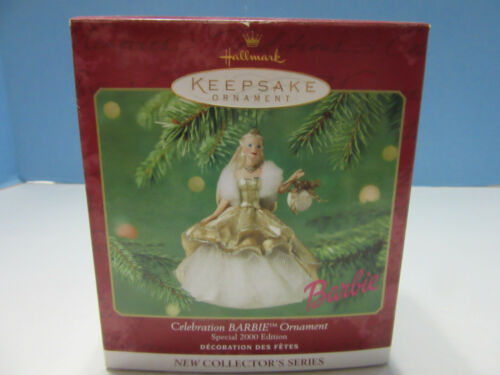 Hallmark
KEEPSAKE
ORNAMENT
Barbie
Celebration BARBIE™ Ornament
Special 2000 Edition
DÉCORATION DES FÊTES
NEW COLLECTOR'S SERIES